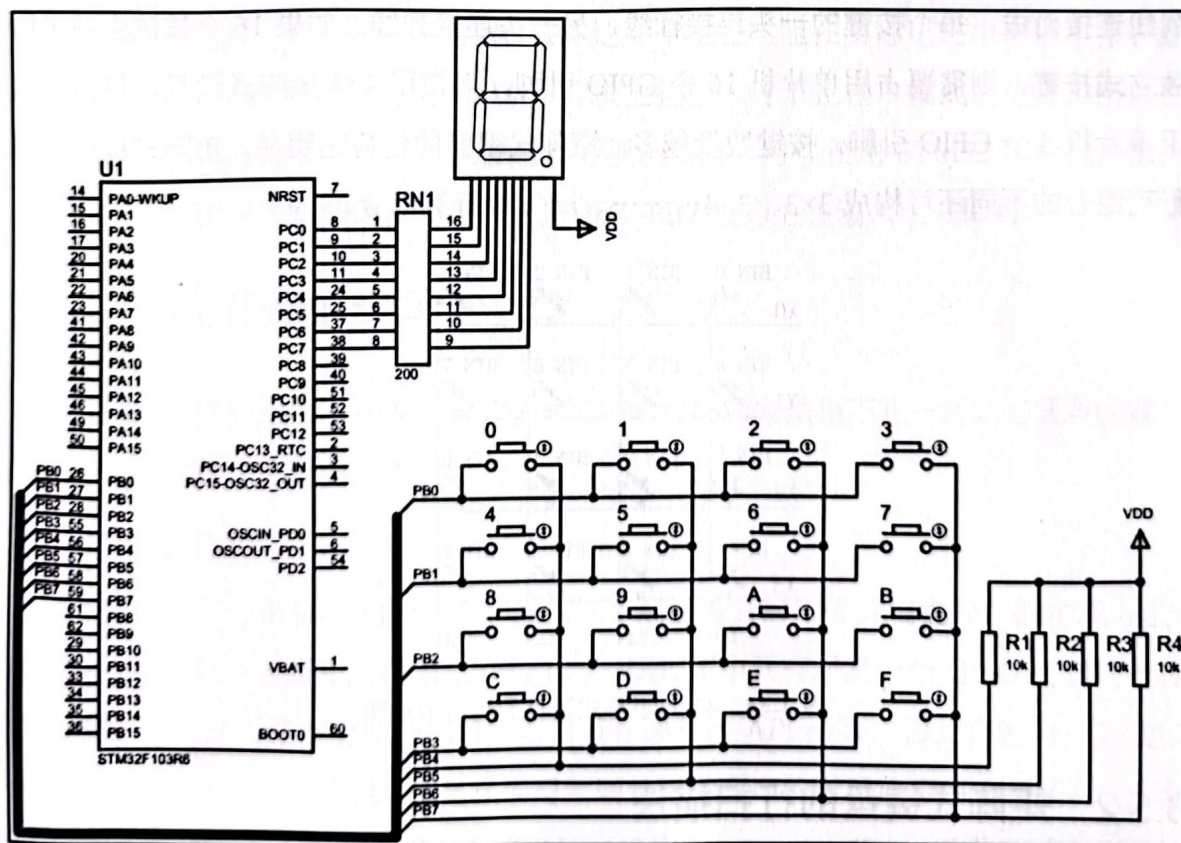 U1
14 PA0-WKUP
15 PA1
16 PA2
17 PA3
20 PA4
21 PA5
22 PA6
23 PA7
41 PA8
42 PA9
43 PA10
44 PA11
45 PA12
46 PA13
49 PA14
50 PA15
PB0 26 PB0
PB1 27 PB1
PB2 28 PB2
PB3 55 PB3
PB4 56 PB4
PB5 57 PB5
PB6 58 PB6
PB7 59 PB7
61 PB8
62 PB9
29 PB10
30 PB11
33 PB12
34 PB13
35 PB14
36 PB15
STM32F103R6
NRST 7
PC0 8
PC1 9
PC2 10
PC3 11
PC4 24
PC5 25
PC6 37
PC7 38
PC8 39
PC9 40
PC10 51
PC11 52
PC12 53
PC13_RTC 2
PC14-OSC32_IN 3
PC15-OSC32_OUT 4
OSCIN_PD0 5
OSCOUT_PD1 6
PD2 54
VBAT 1
BOOT0 60
RN1
1 16
2 15
3 14
4 13
5 12
6 11
7 10
8 9
200
VDD
0 1 2 3
PB0
4 5 6 7
PB1
8 9 A B
PB2
C D E F
PB3
PB4
PB5
PB6
PB7
VDD
R1 R2 R3 R4
10k 10k 10k 10k